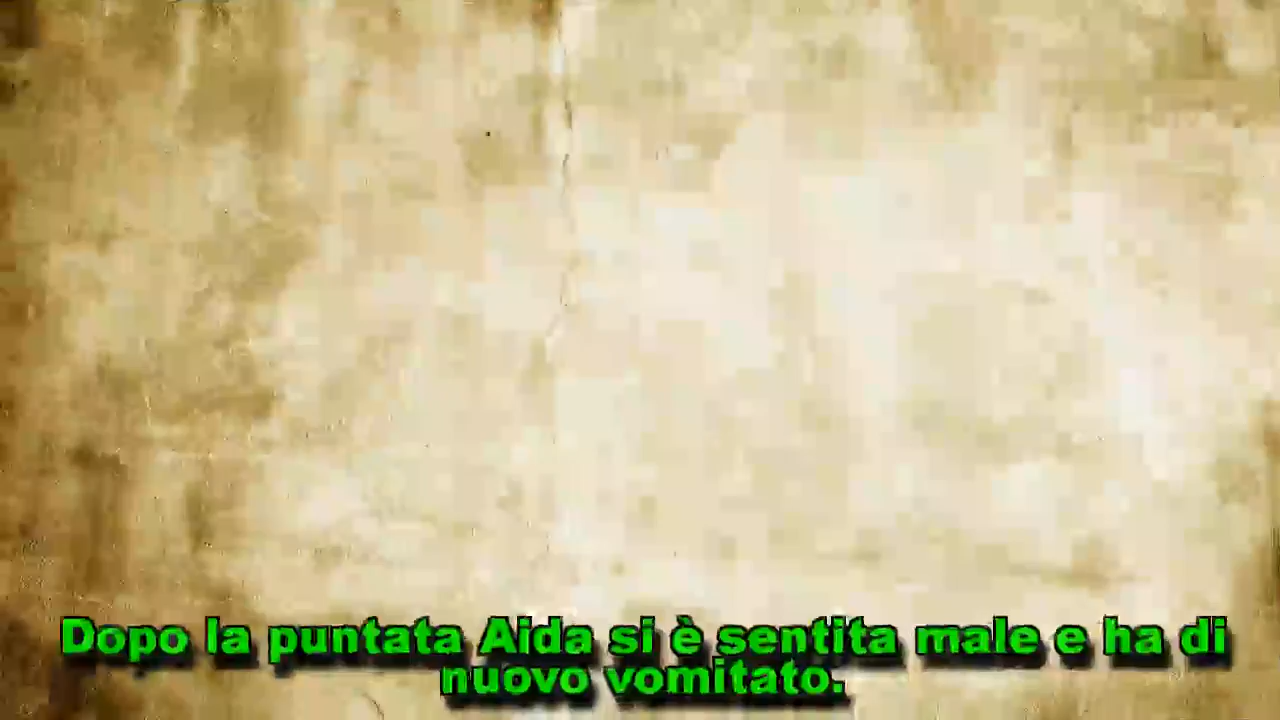 Dopo la puntata Aida si è sentita male e ha di
nuovo vomitato.